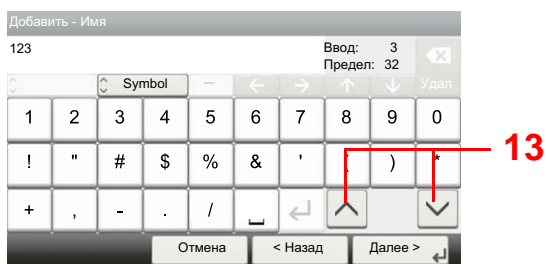 Добавить - Имя
123 Ввод: 3
Предел: 32
Symbol Удал
1 2 3 4 5 6 7 8 9 0
! " # $ % & ' ( ) *
+ , - . /
Отмена < Назад Далее >
13